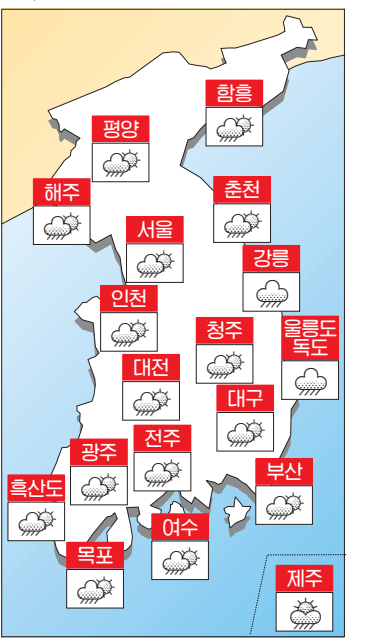 함흥
평양
해주
춘천
서울
강릉
인천
청주
울릉도
독도
대전
대구
전주
광주
부산
흑산도
여수
목포
제주